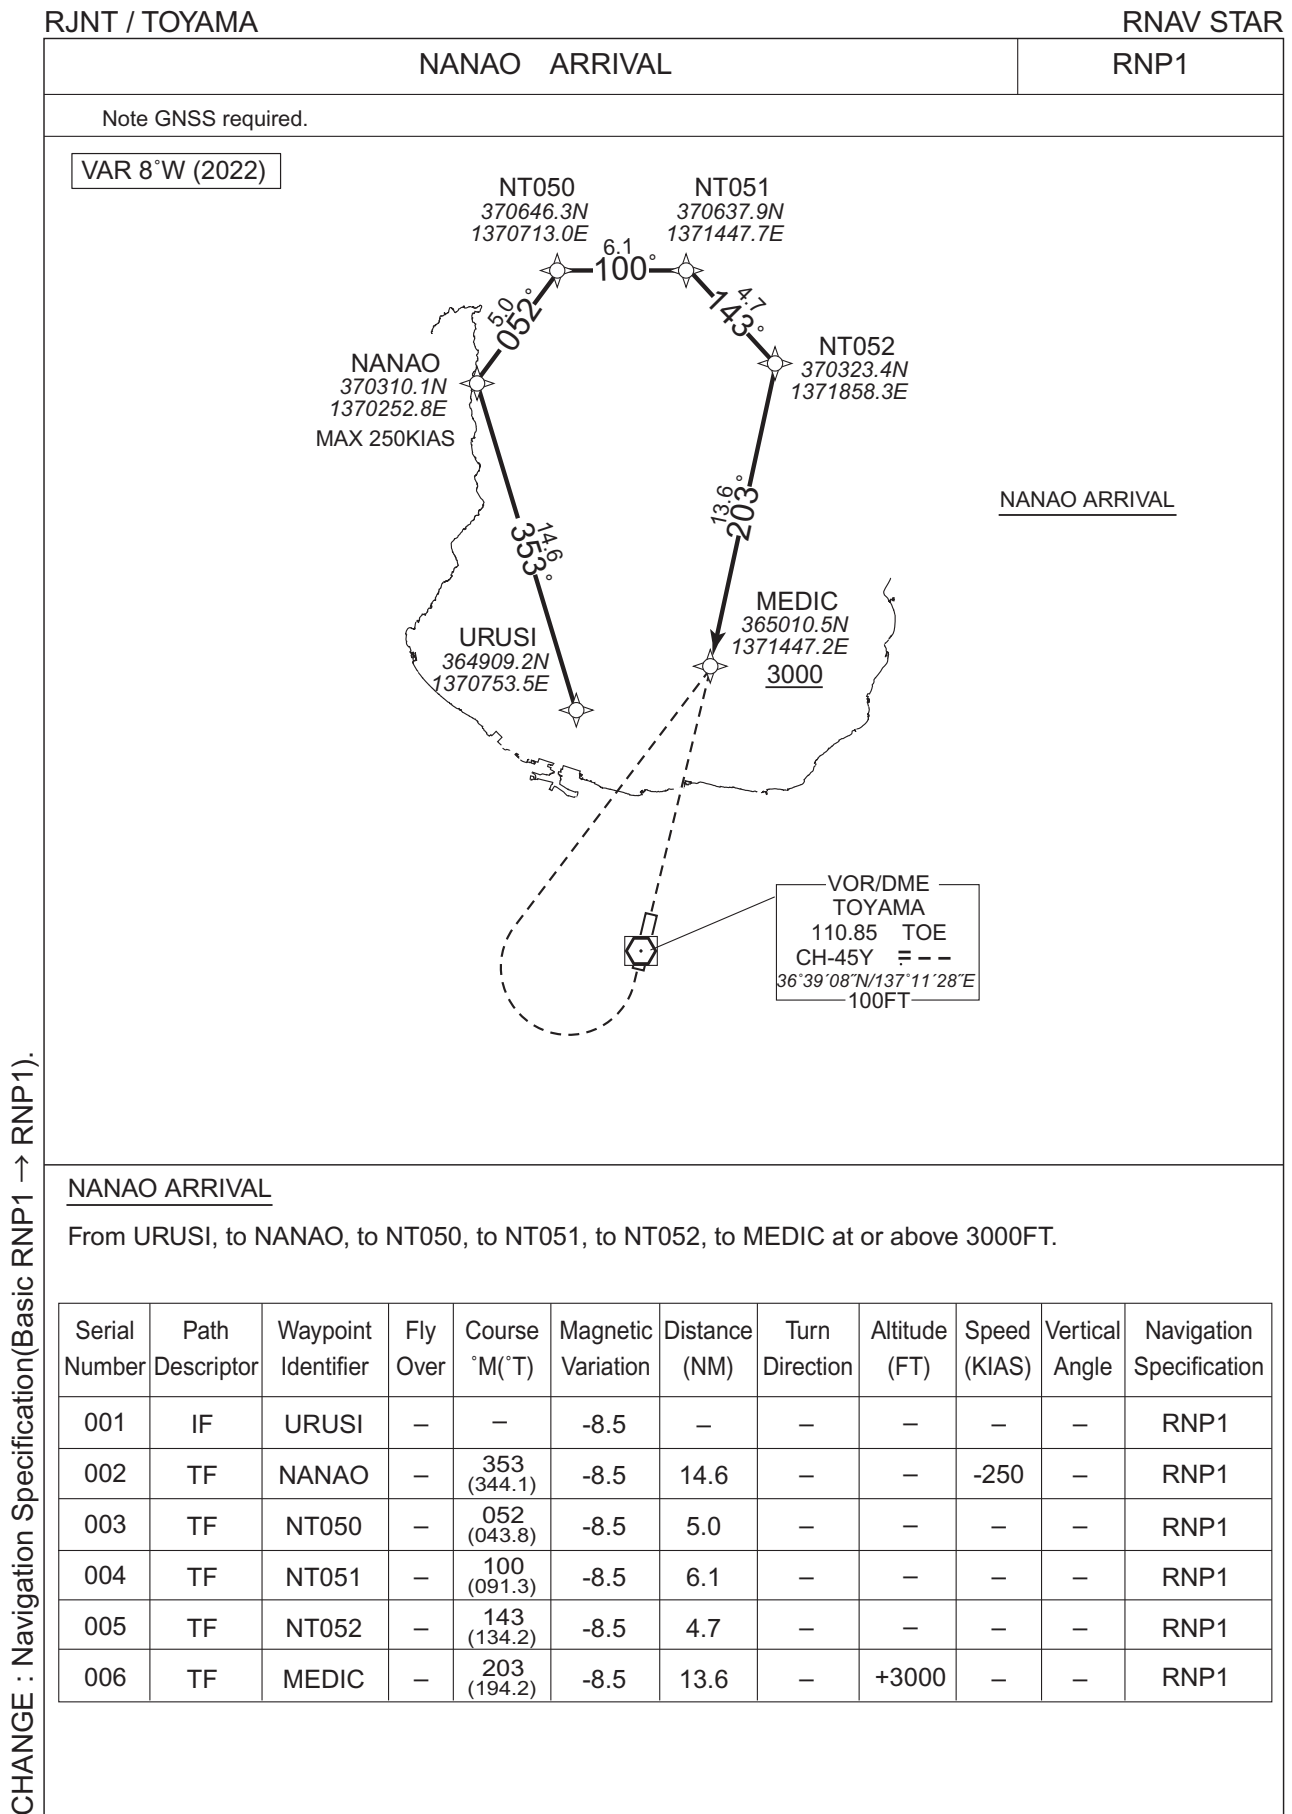 RJNT / TOYAMA
RNAV STAR
NANAO ARRIVAL
RNP1
Note GNSS required.
VAR 8˚W (2022)
NT050
370646.3N
1370713.0E
NT051
370637.9N
1371447.7E
6.1
100˚
5.0
052˚
4.7
143˚
NANAO
370310.1N
1370252.8E
MAX 250KIAS
NT052
370323.4N
1371858.3E
13.6
203˚
NANAO ARRIVAL
14.6
353˚
MEDIC
365010.5N
1371447.2E
3000
URUSI
364909.2N
1370753.5E
VOR/DME
TOYAMA
110.85 TOE
CH-45Y
36˚39´08˝N/137˚11´28˝E
100FT
CHANGE : Navigation Specification(Basic RNP1 → RNP1).
NANAO ARRIVAL
From URUSI, to NANAO, to NT050, to NT051, to NT052, to MEDIC at or above 3000FT.
Serial Number | Path Descriptor | Waypoint Identifier | Fly Over | Course ˚M(˚T) | Magnetic Variation | Distance (NM) | Turn Direction | Altitude (FT) | Speed (KIAS) | Vertical Angle | Navigation Specification
001 | IF | URUSI | – | – | -8.5 | – | – | – | – | – | RNP1
002 | TF | NANAO | – | 353 (344.1) | -8.5 | 14.6 | – | – | -250 | – | RNP1
003 | TF | NT050 | – | 052 (043.8) | -8.5 | 5.0 | – | – | – | – | RNP1
004 | TF | NT051 | – | 100 (091.3) | -8.5 | 6.1 | – | – | – | – | RNP1
005 | TF | NT052 | – | 143 (134.2) | -8.5 | 4.7 | – | – | – | – | RNP1
006 | TF | MEDIC | – | 203 (194.2) | -8.5 | 13.6 | – | +3000 | – | – | RNP1